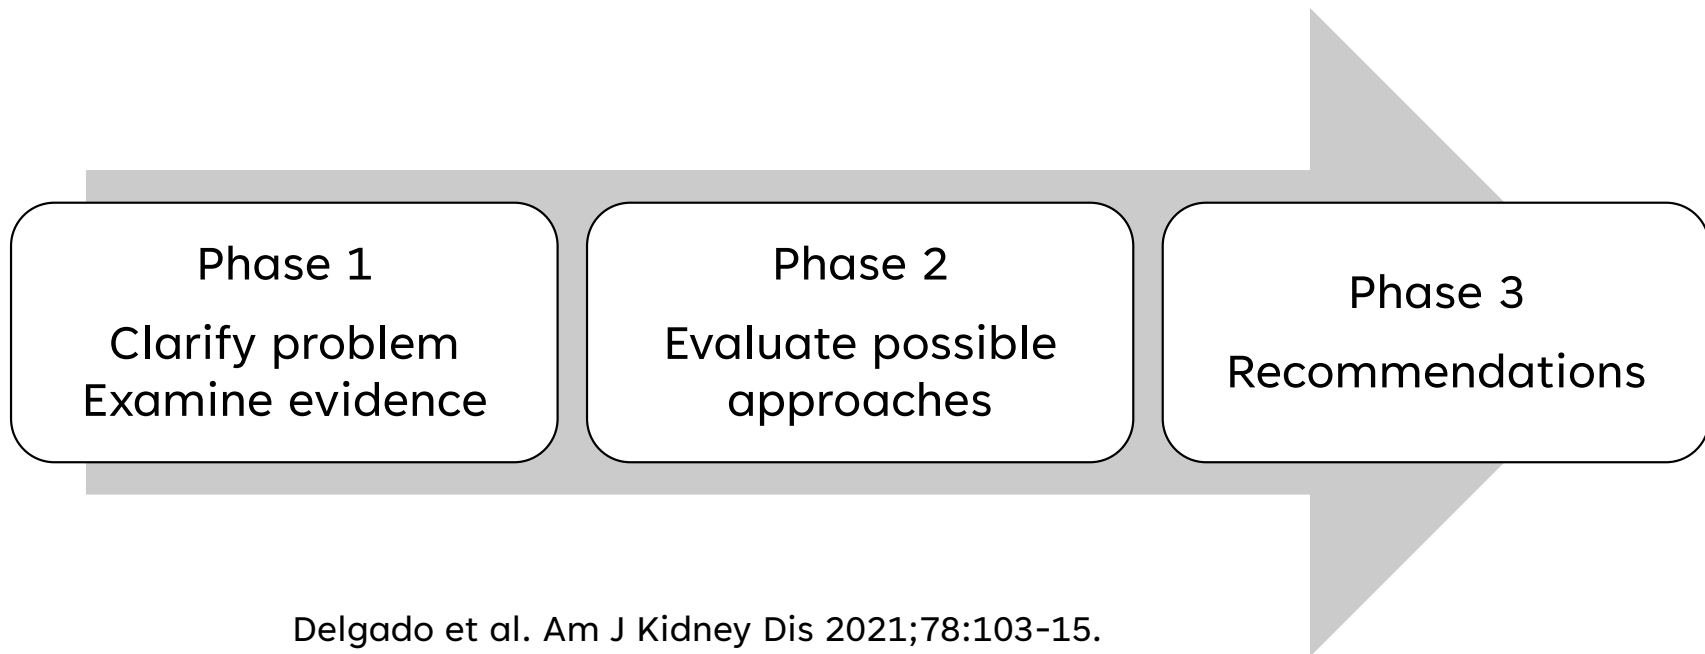 Phase 1
Clarify problem
Examine evidence
Phase 2
Evaluate possible
approaches
Phase 3
Recommendations
Delgado et al. Am J Kidney Dis 2021;78:103-15.